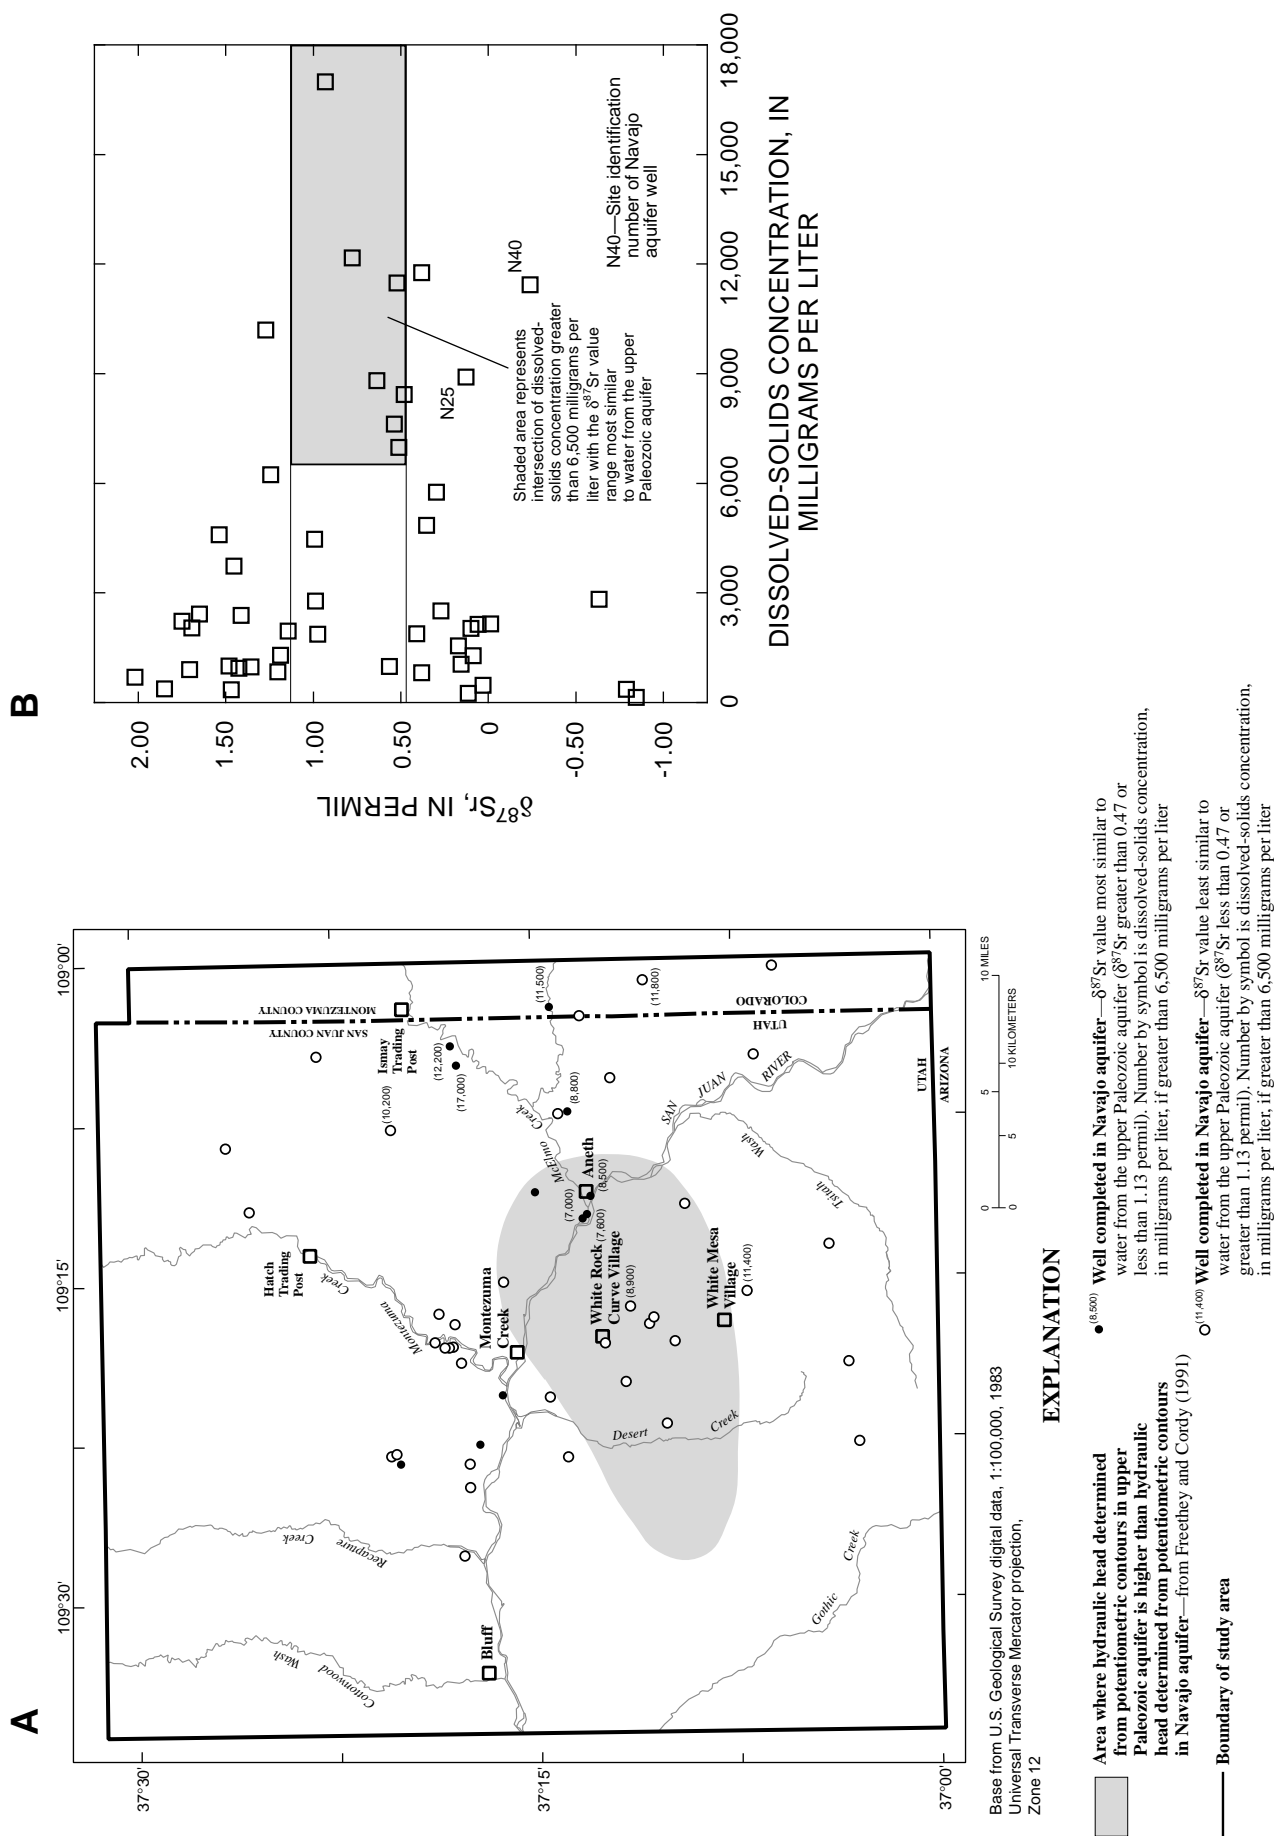 A
109°30'
109°15'
109°00'
37°30'
37°15'
37°00'
SAN JUAN COUNTY
MONTEZUMA COUNTY
Hatch
Trading
Post
Ismay
Trading
Post
Montezuma
Creek
Recapture
Creek
Cottonwood
Wash
McElmo
Creek
Bluff
Montezuma
Creek
Aneth
White Rock
Curve Village
White Mesa
Village
Desert
Creek
Gothic
Creek
Tsitah
Wash
SAN
JUAN
RIVER
UTAH
COLORADO
UTAH
ARIZONA
(10,200)
(12,200)
(17,000)
(11,500)
(11,800)
(8,800)
(7,000)
(7,600)
(8,500)
(8,900)
(11,400)
Base from U.S. Geological Survey digital data, 1:100,000, 1983
Universal Transverse Mercator projection,
Zone 12
0 5 10 MILES
0 5 10 KILOMETERS
EXPLANATION
Area where hydraulic head determined
from potentiometric contours in upper
Paleozoic aquifer is higher than hydraulic
head determined from potentiometric contours
in Navajo aquifer—from Freethey and Cordy (1991)
Boundary of study area
(8,500) Well completed in Navajo aquifer—δ87Sr value most similar to
water from the upper Paleozoic aquifer (δ87Sr greater than 0.47 or
less than 1.13 permil). Number by symbol is dissolved-solids concentration,
in milligrams per liter, if greater than 6,500 milligrams per liter
(11,400) Well completed in Navajo aquifer—δ87Sr value least similar to
water from the upper Paleozoic aquifer (δ87Sr less than 0.47 or
greater than 1.13 permil). Number by symbol is dissolved-solids concentration,
in milligrams per liter, if greater than 6,500 milligrams per liter
B
δ87Sr, IN PERMIL
2.00
1.50
1.00
0.50
0
-0.50
-1.00
0 3,000 6,000 9,000 12,000 15,000 18,000
DISSOLVED-SOLIDS CONCENTRATION, IN
MILLIGRAMS PER LITER
N25
N40
Shaded area represents
intersection of dissolved-
solids concentration greater
than 6,500 milligrams per
liter with the δ87Sr value
range most similar
to water from the upper
Paleozoic aquifer
N40—Site identification
number of Navajo
aquifer well